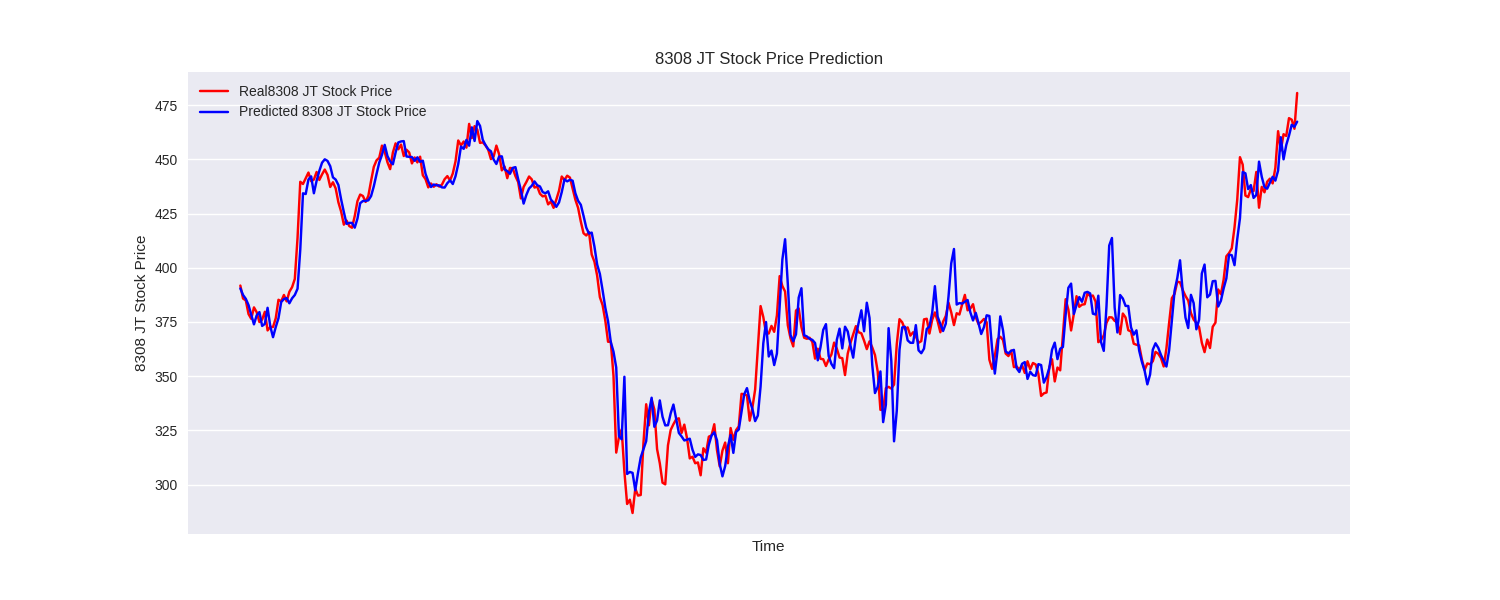 8308 JT Stock Price Prediction
Real8308 JT Stock Price
Predicted 8308 JT Stock Price
475
450
425
400
375
350
325
300
8308 JT Stock Price
Time